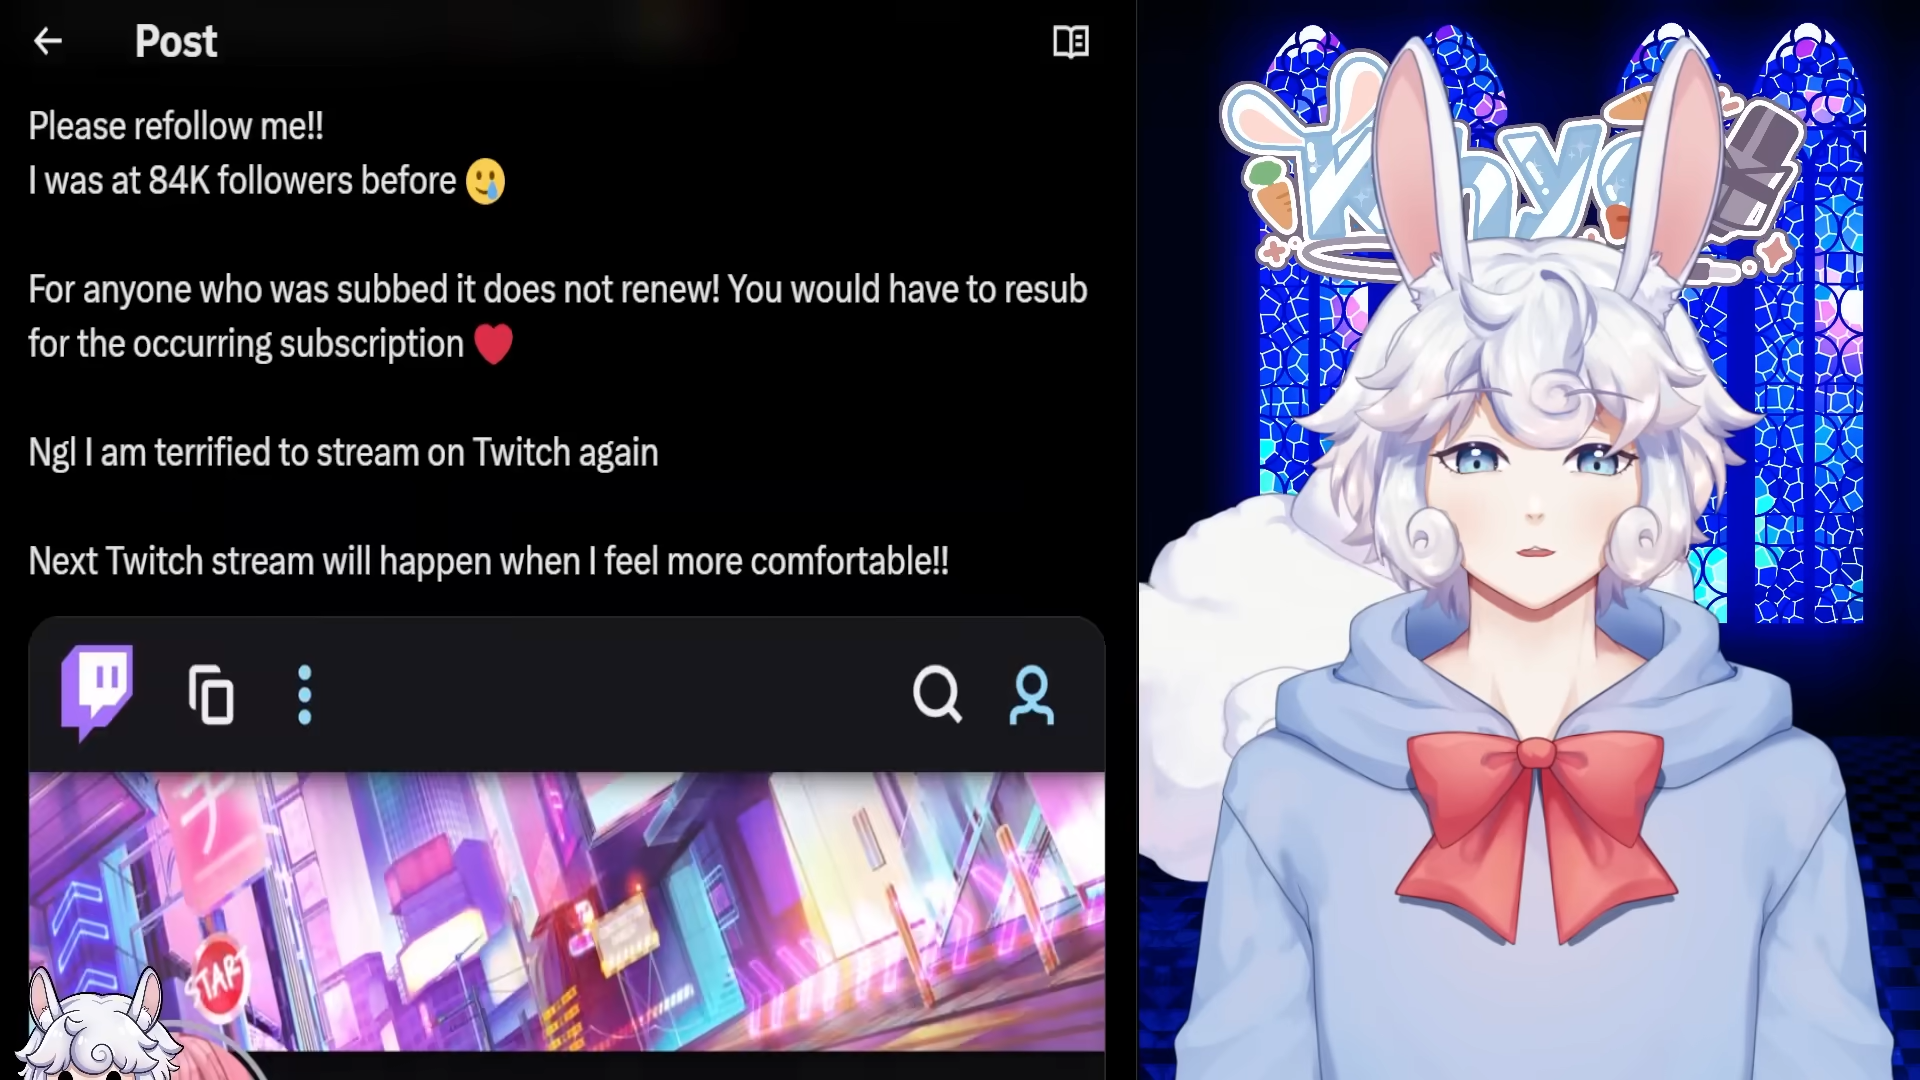 Post
Please refollow me!!
I was at 84K followers before 🥲
For anyone who was subbed it does not renew! You would have to resub
for the occurring subscription ❤️
Ngl I am terrified to stream on Twitch again
Next Twitch stream will happen when I feel more comfortable!!
チ
STAR